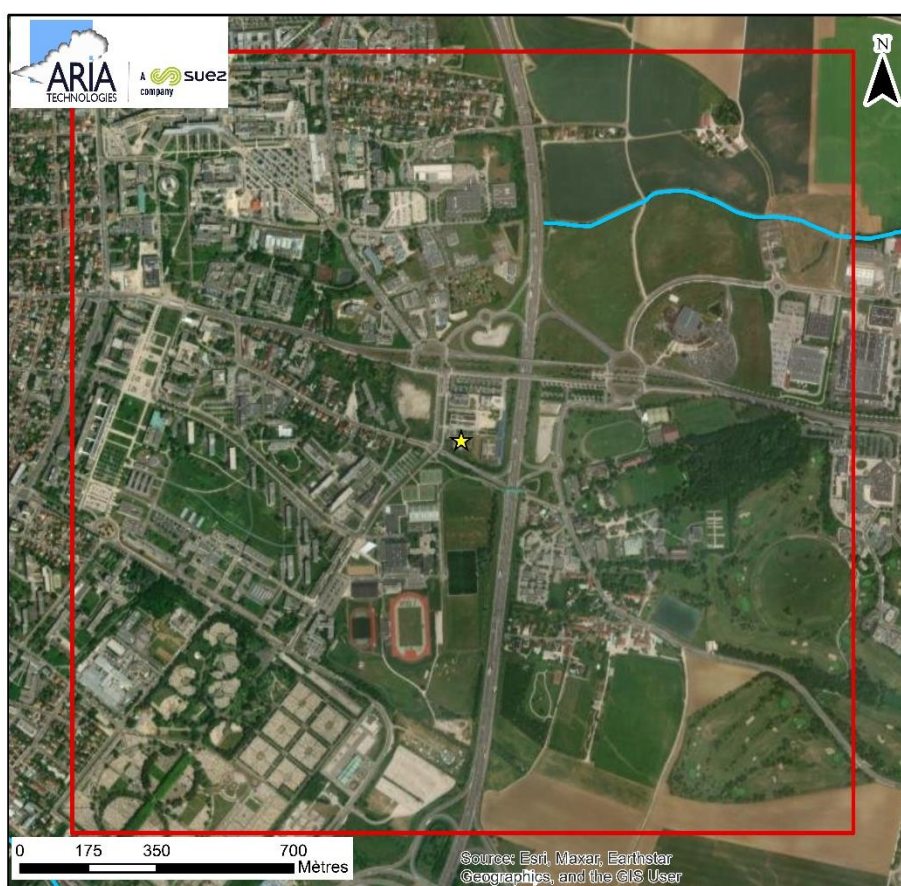 N
ARIA
TECHNOLOGIES
A SUEZ
company
0 175 350 700
Mètres
Source: Esri, Maxar, Earthstar
Geographics, and the GIS User